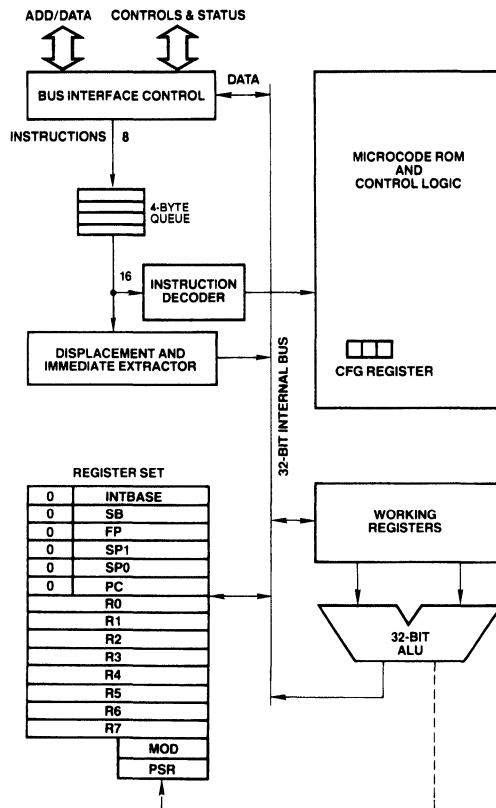 ADD/DATA
CONTROLS & STATUS
BUS INTERFACE CONTROL
DATA
INSTRUCTIONS
8
4-BYTE
QUEUE
16
INSTRUCTION
DECODER
DISPLACEMENT AND
IMMEDIATE EXTRACTOR
MICROCODE ROM
AND
CONTROL LOGIC
CFG REGISTER
32-BIT INTERNAL BUS
REGISTER SET
0 INTBASE
0 SB
0 FP
0 SP1
0 SP0
0 PC
R0
R1
R2
R3
R4
R5
R6
R7
MOD
PSR
WORKING
REGISTERS
32-BIT
ALU